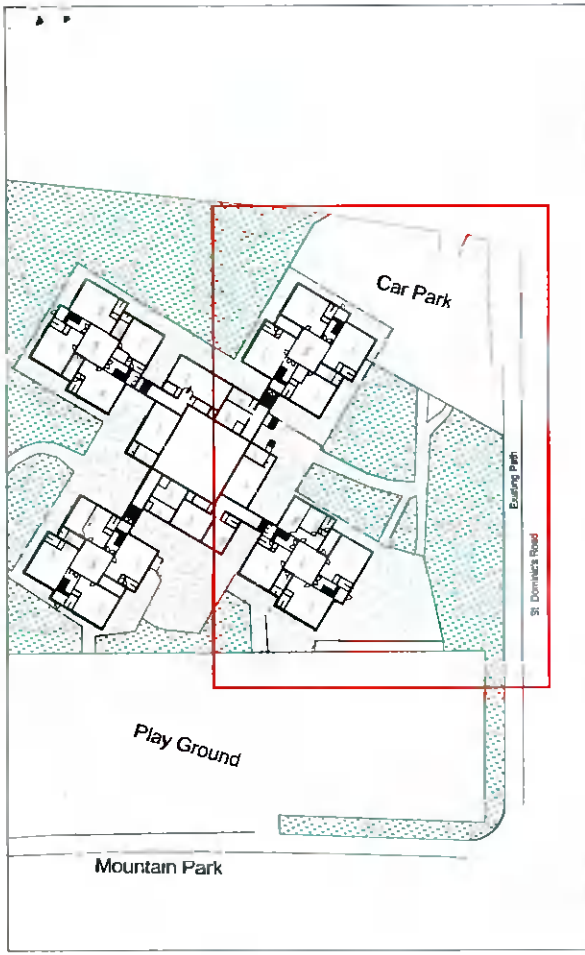 Car Park
Existing Path
St. Dominic's Road
Play Ground
Mountain Park